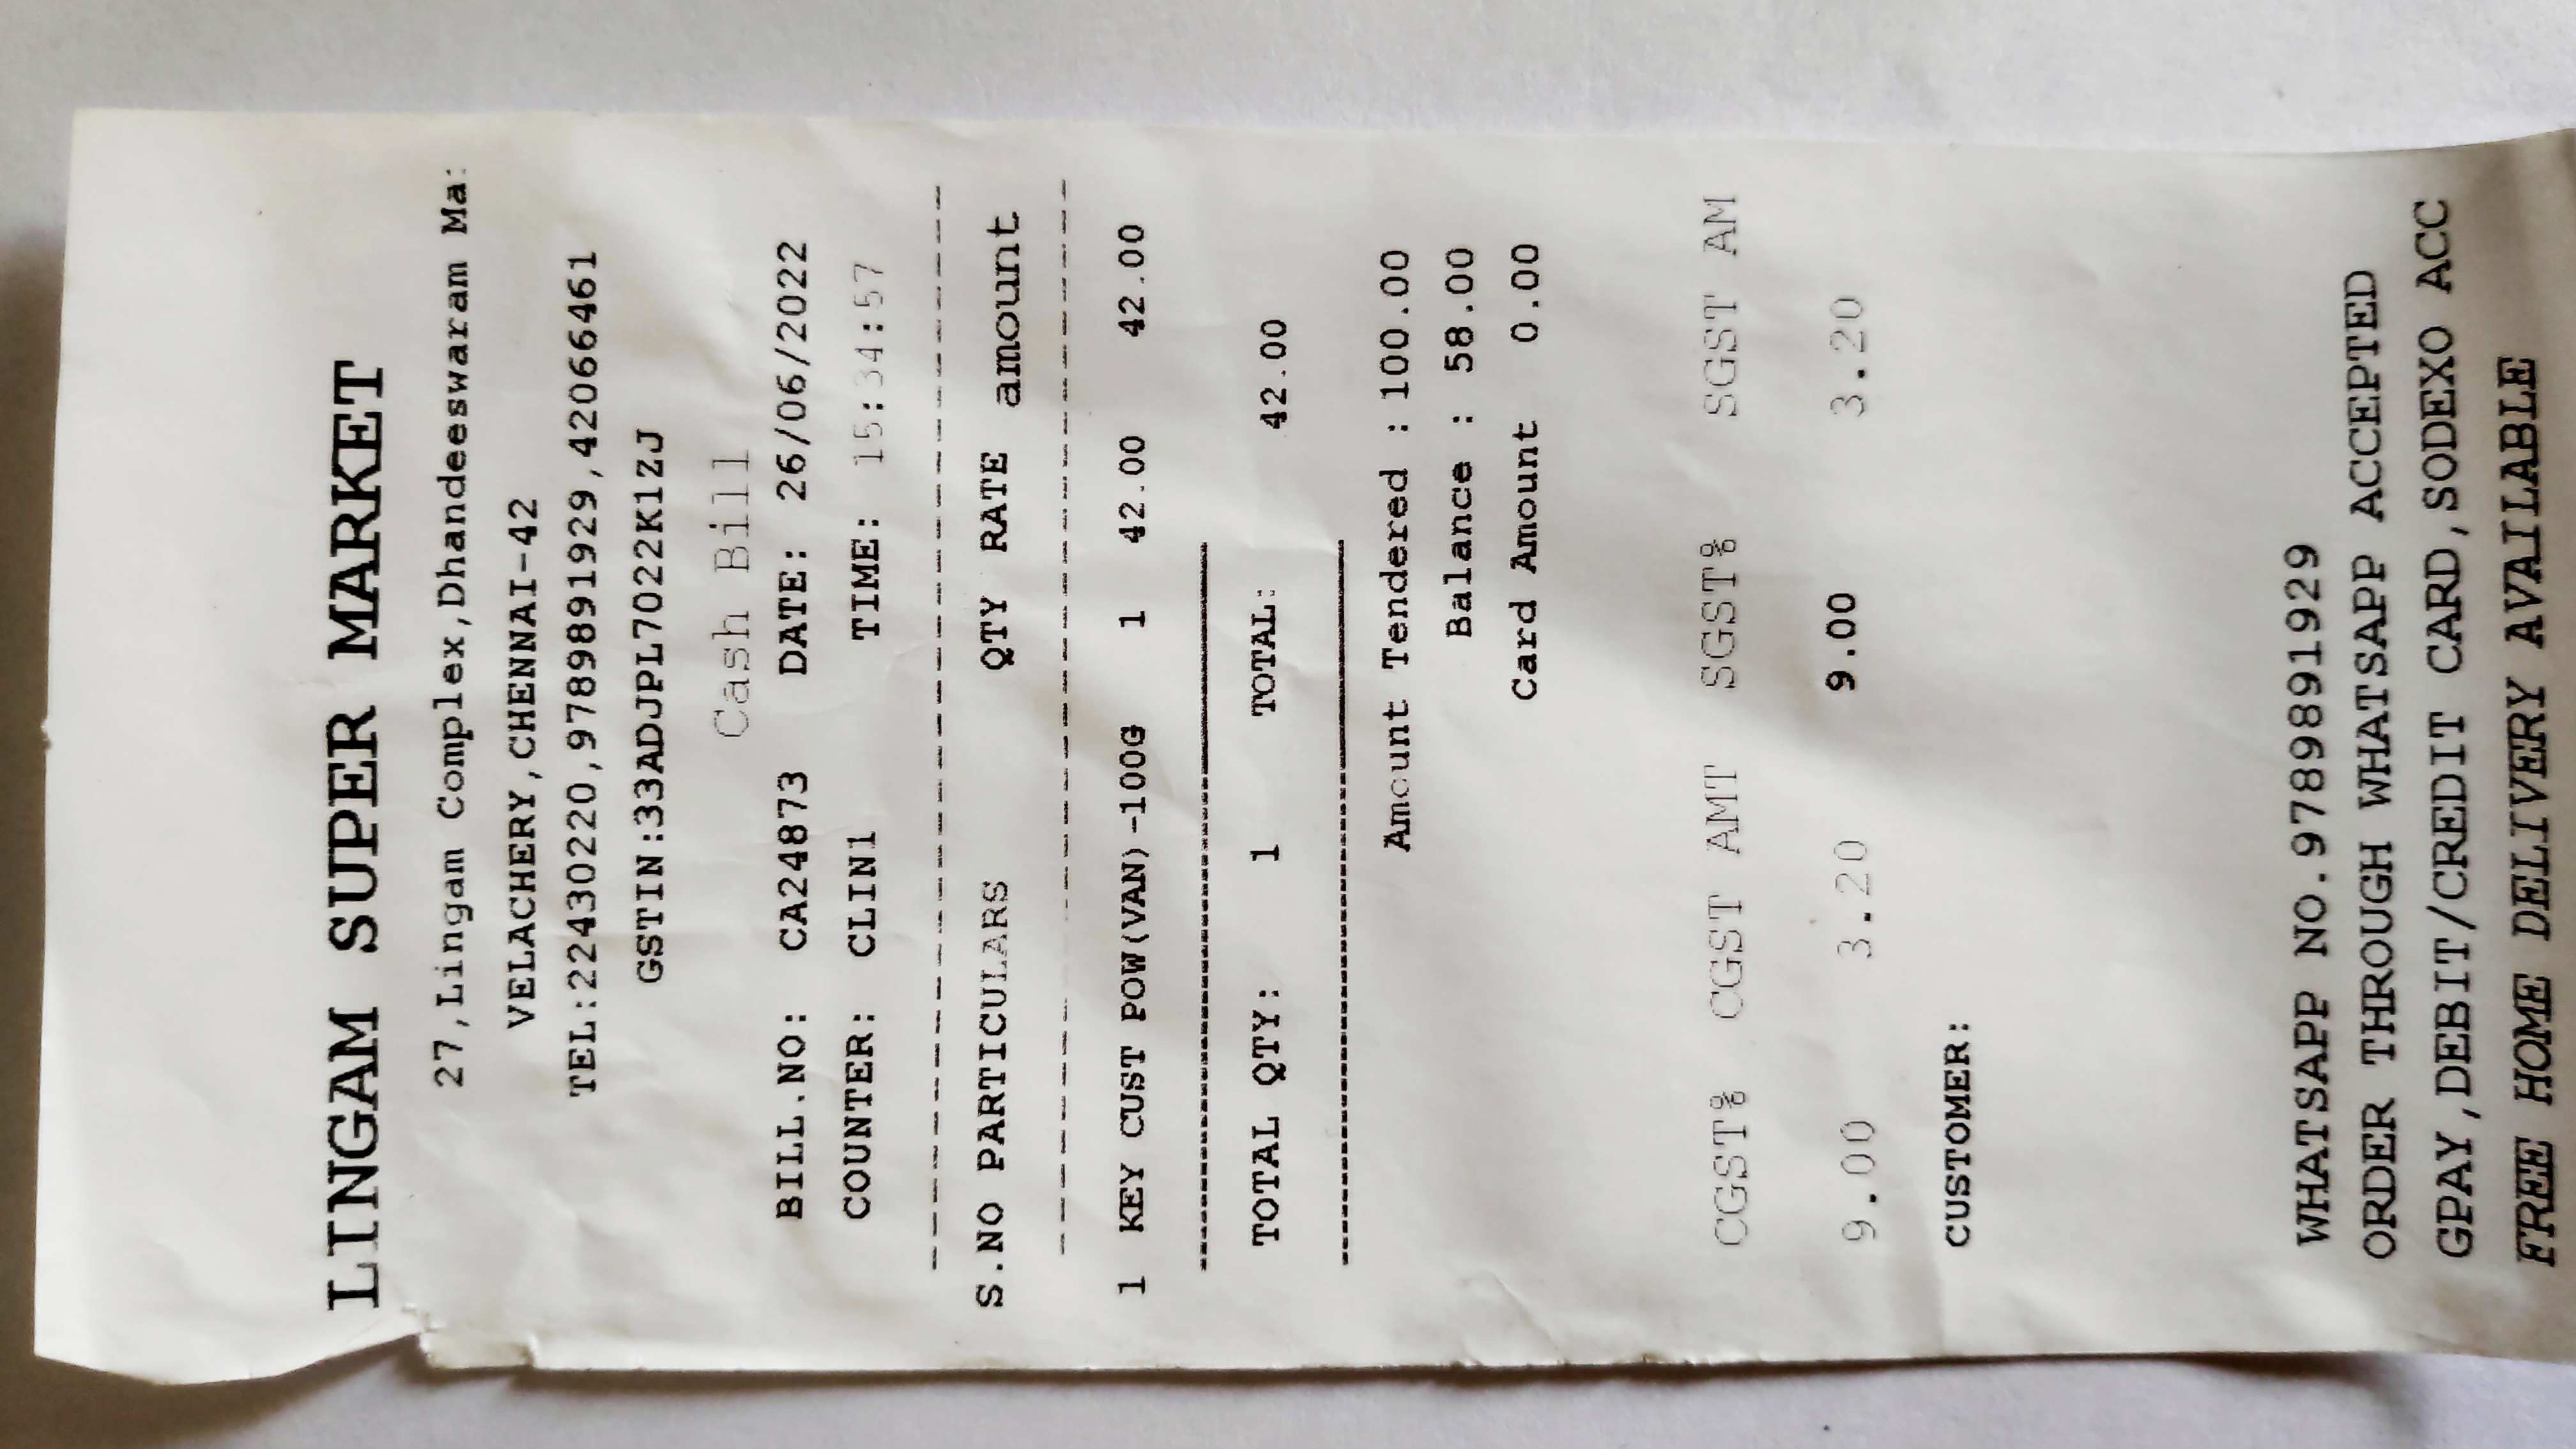 LINGAM SUPER MARKET
27,Lingam Complex,Dhandeeswaram
VELACHERY,CHENNAI-42
TEL:22430220,9789891929,42066461
GSTIN:33ADJPL7022K1ZJ
Cash Bill
BILL.NO: CA24873 DATE: 26/06/2022
COUNTER: CLIN1 TIME: 15:34:57
S.NO PARTICULARS QTY RATE amount
1 KEY CUST POW(VAN)-100G 1 42.00 42.00
TOTAL QTY: 1 TOTAL: 42.00
Amount Tendered : 100.00
Balance : 58.00
Card Amount 0.00
CGST% CGST AMT SGST% SGST AM
9.00 3.20 9.00 3.20
CUSTOMER:
WHATSAPP NO.9789891929
ORDER THROUGH WHATSAPP ACCEPTED
GPAY,DEBIT/CREDIT CARD,SODEXO ACC
FREE HOME DELIVERY AVAILABLE